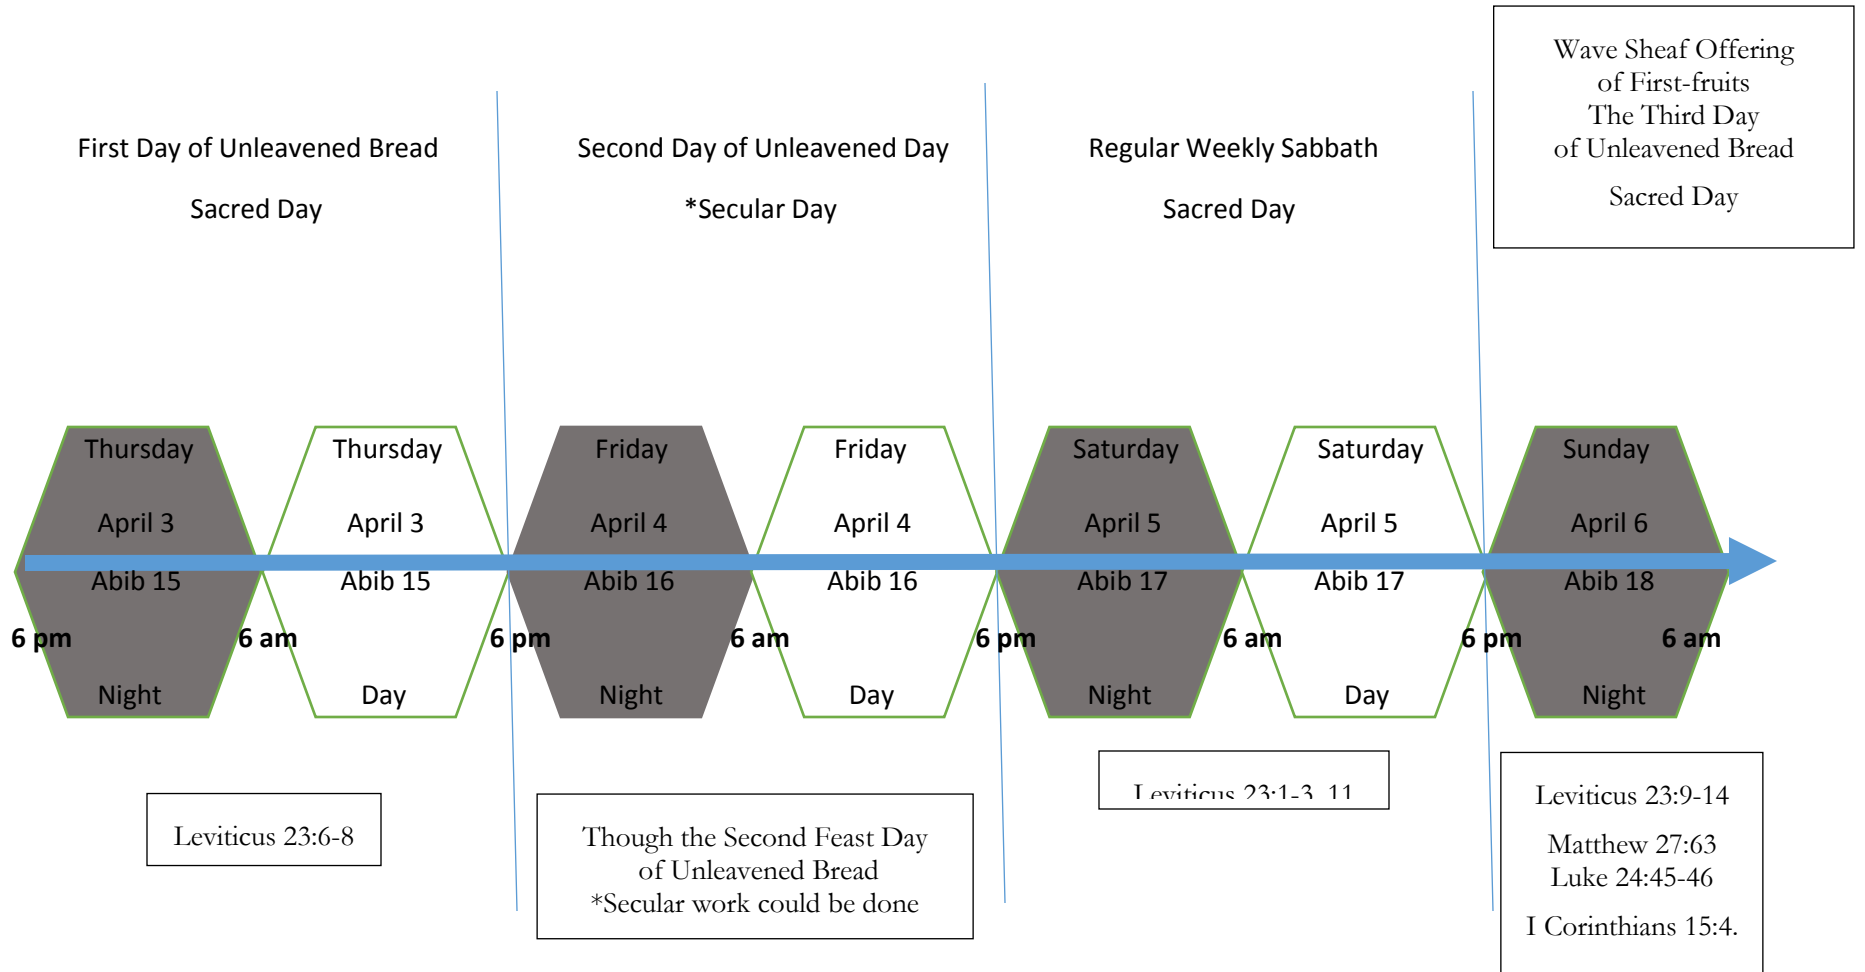 Wave Sheaf Offering
of First-fruits
The Third Day
of Unleavened Bread
Sacred Day
First Day of Unleavened Bread
Sacred Day
Second Day of Unleavened Day
*Secular Day
Regular Weekly Sabbath
Sacred Day
Thursday
April 3
Abib 15
Night
Thursday
April 3
Abib 15
Day
Friday
April 4
Abib 16
Night
Friday
April 4
Abib 16
Day
Saturday
April 5
Abib 17
Night
Saturday
April 5
Abib 17
Day
Sunday
April 6
Abib 18
Night
6 pm
6 am
6 pm
6 am
6 pm
6 am
6 pm
6 am
Leviticus 23:6-8
Though the Second Feast Day
of Unleavened Bread
*Secular work could be done
Leviticus 23:1-3, 11
Leviticus 23:9-14
Matthew 27:63
Luke 24:45-46
I Corinthians 15:4.